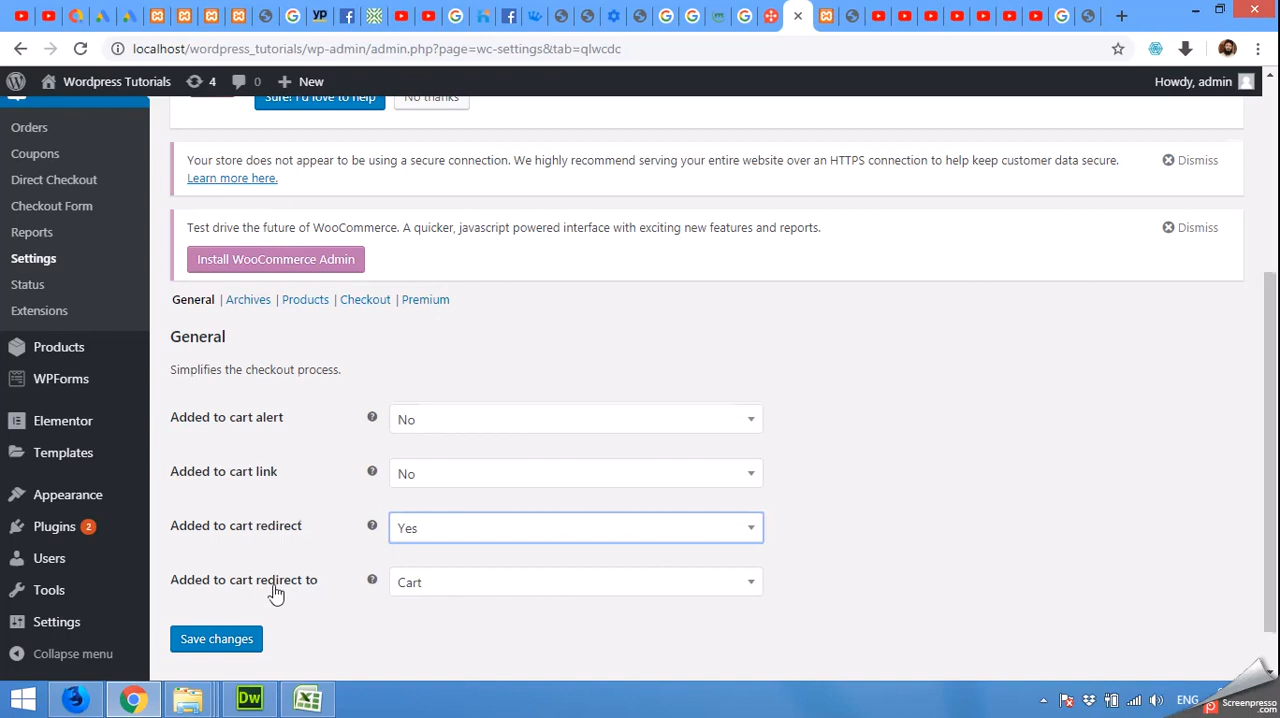 localhost/wordpress_tutorials/wp-admin/admin.php?page=wc-settings&tab=qlwcdc
Wordpress Tutorials
4
0
New
Howdy, admin
Sure! I'd love to help
No thanks
Orders
Coupons
Direct Checkout
Checkout Form
Reports
Settings
Status
Extensions
Products
WPForms
Elementor
Templates
Appearance
Plugins 2
Users
Tools
Settings
Collapse menu
Your store does not appear to be using a secure connection. We highly recommend serving your entire website over an HTTPS connection to help keep customer data secure.
Learn more here.
Dismiss
Test drive the future of WooCommerce. A quicker, javascript powered interface with exciting new features and reports.
Dismiss
Install WooCommerce Admin
General | Archives | Products | Checkout | Premium
General
Simplifies the checkout process.
Added to cart alert
No
Added to cart link
No
Added to cart redirect
Yes
Added to cart redirect to
Cart
Save changes
ENG
Screenpresso
.com